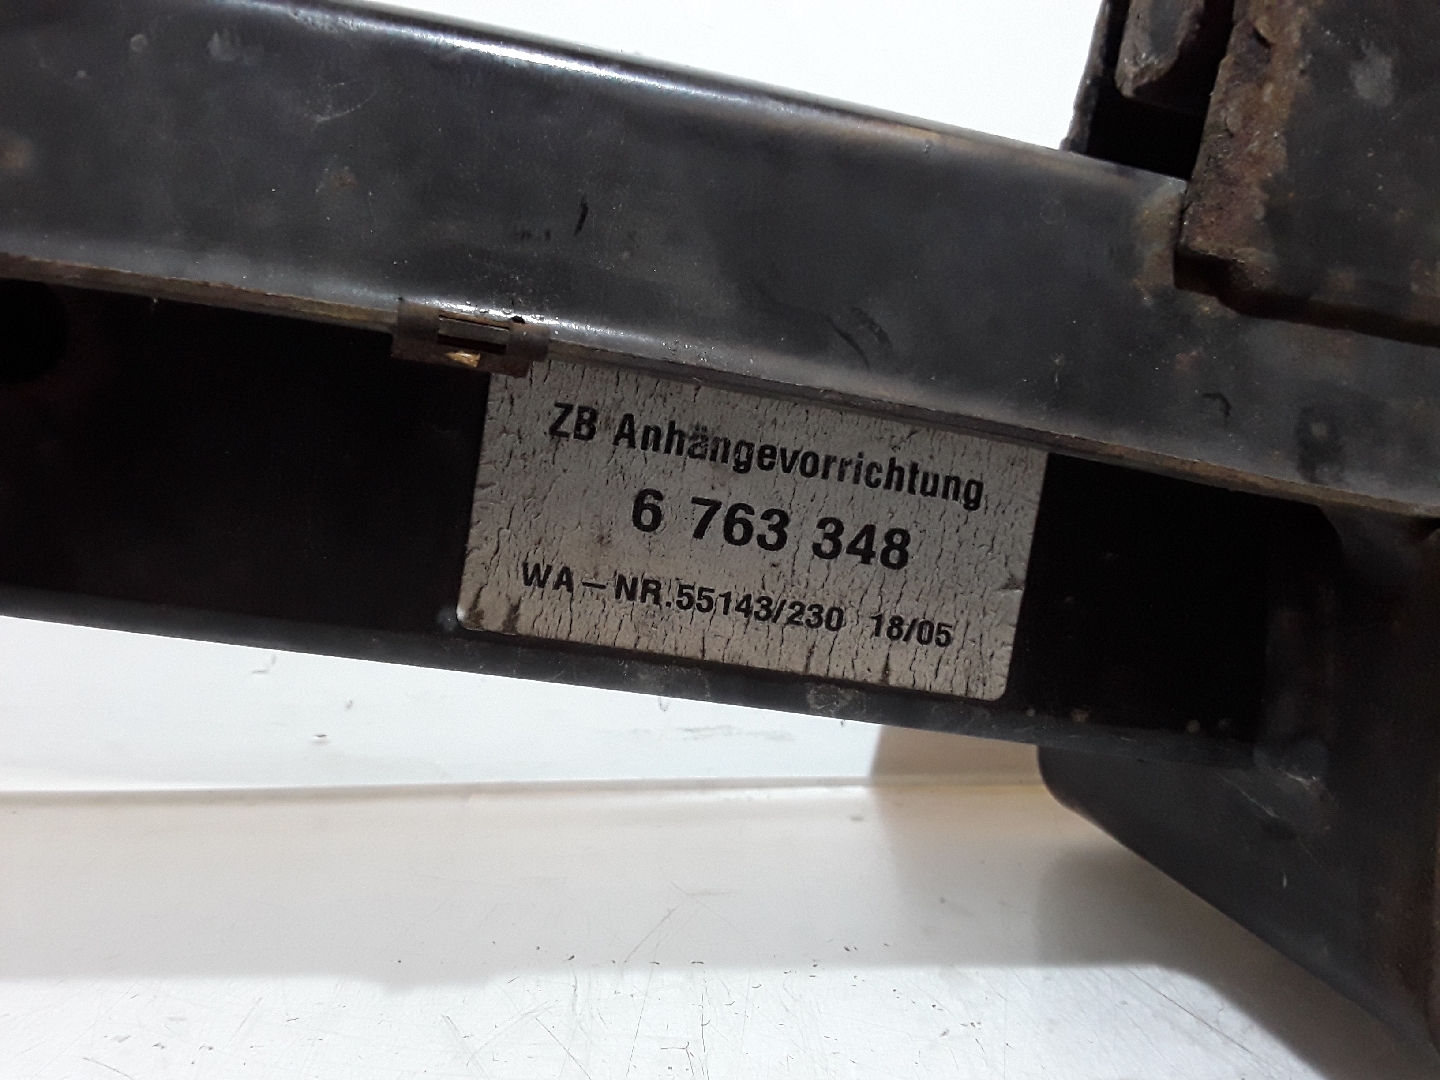 ZB Anhängevorrichtung
6 763 348
WA-NR.55143/230 18/05